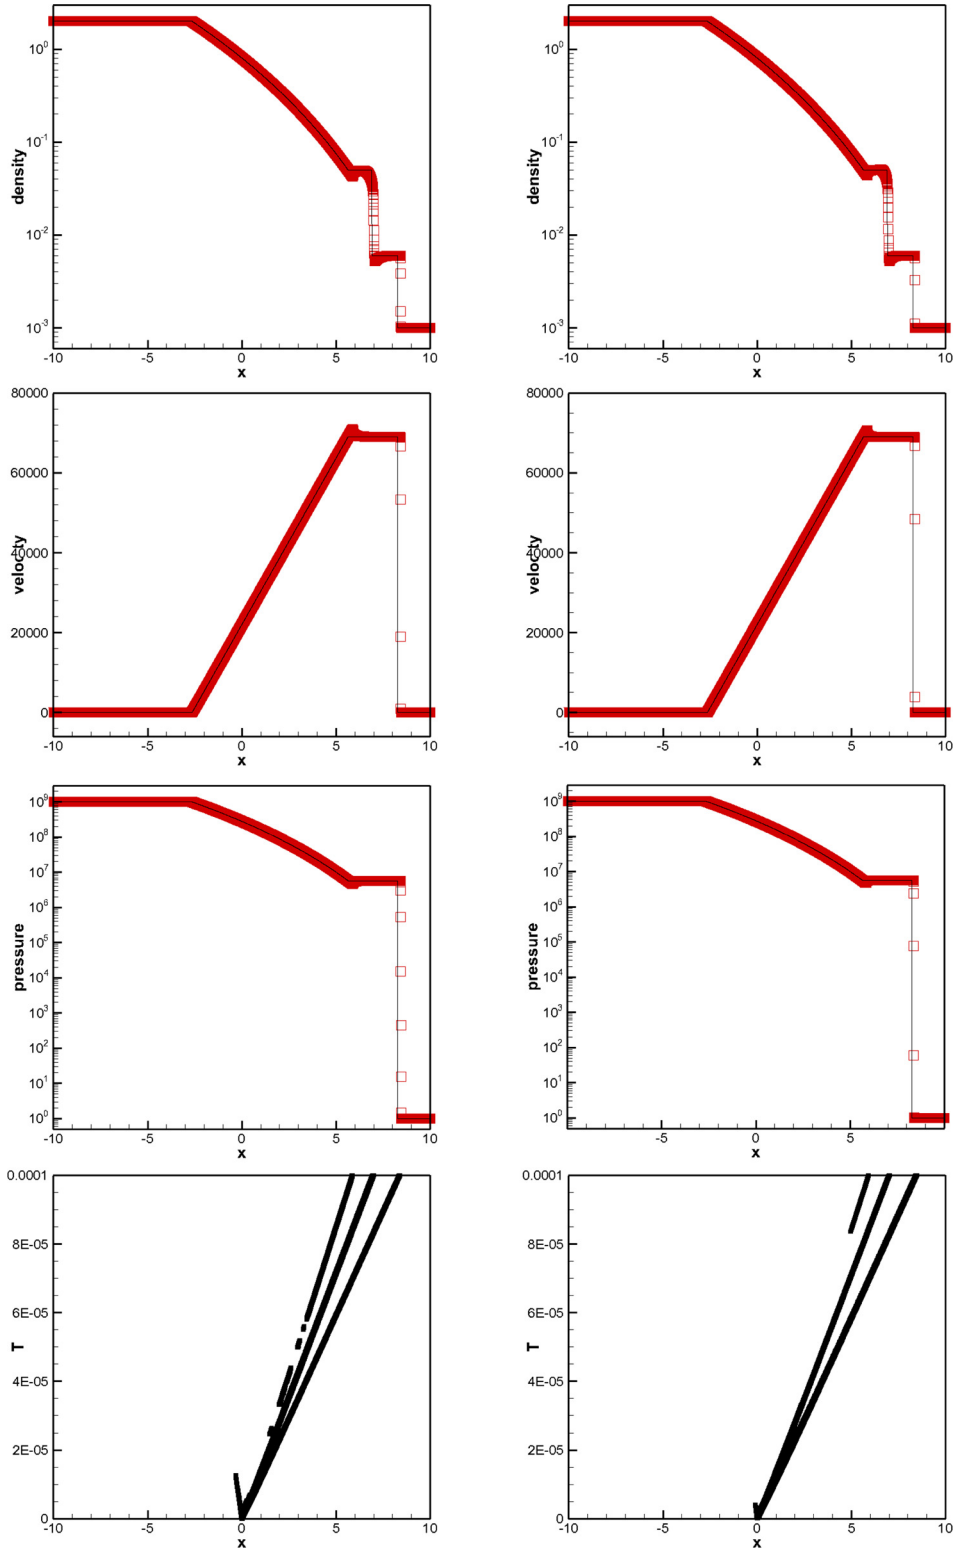 density
10⁰
10⁻¹
10⁻²
10⁻³
-10 -5 0 5 10
x
density
10⁰
10⁻¹
10⁻²
10⁻³
-10 -5 0 5 10
x
velocity
80000
60000
40000
20000
0
-10 -5 0 5 10
x
velocity
80000
60000
40000
20000
0
-10 -5 0 5 10
x
pressure
10⁹
10⁸
10⁷
10⁶
10⁵
10⁴
10³
10²
10¹
10⁰
-10 -5 0 5 10
x
pressure
10⁹
10⁸
10⁷
10⁶
10⁵
10⁴
10³
10²
10¹
10⁰
-5 0 5
x
T
0.0001
8E-05
6E-05
4E-05
2E-05
0
-10 -5 0 5 10
x
T
0.0001
8E-05
6E-05
4E-05
2E-05
0
-10 -5 0 5 10
x